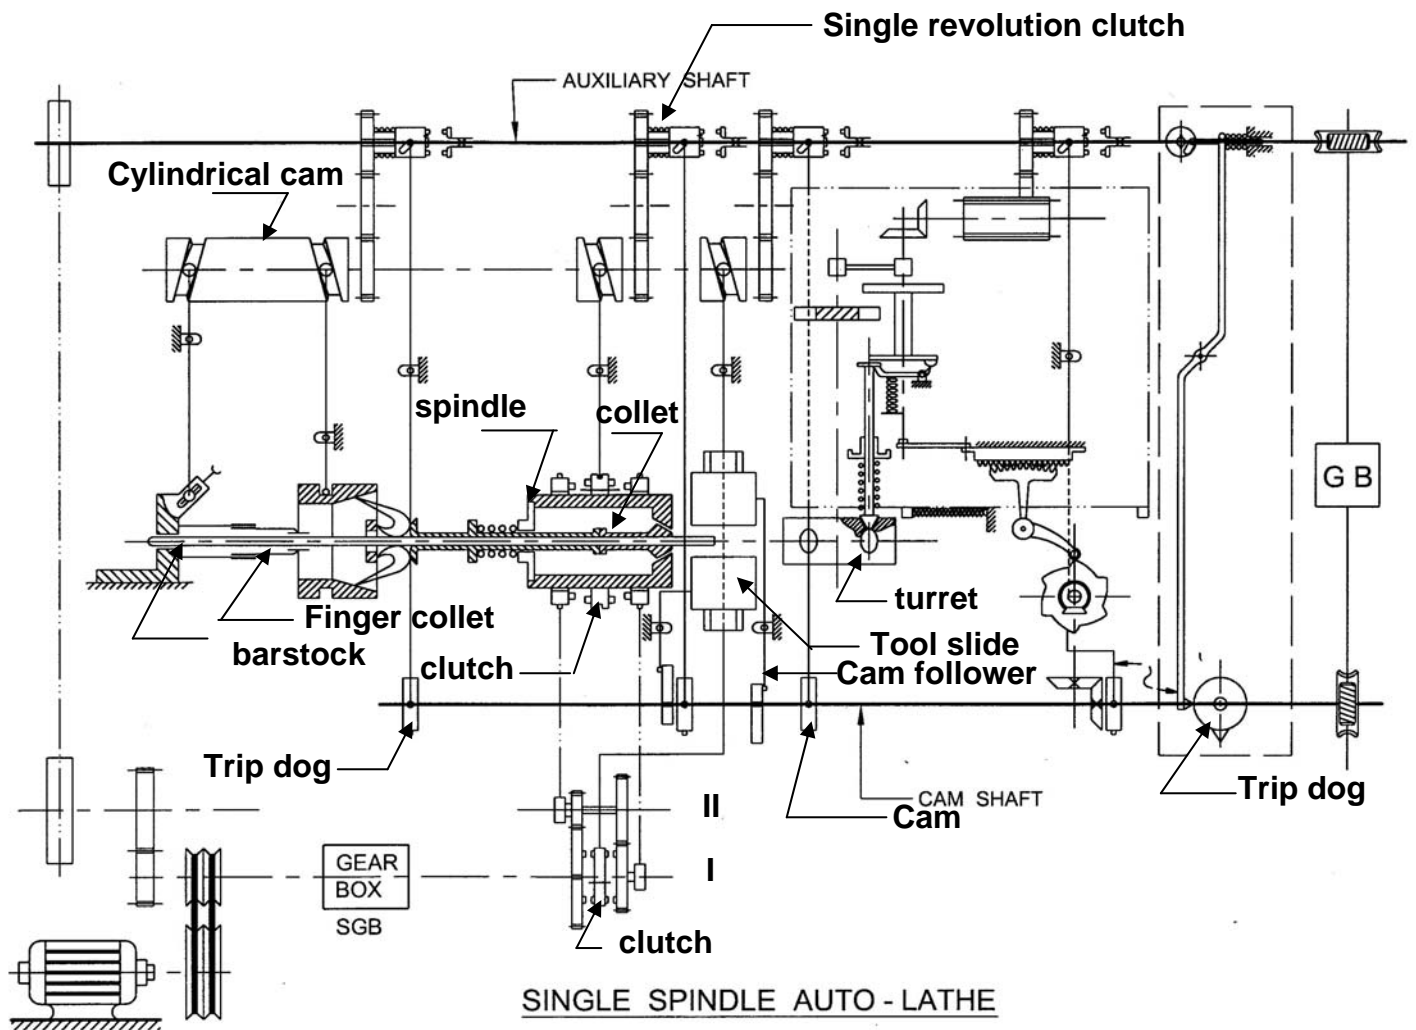 Single revolution clutch
AUXILIARY SHAFT
Cylindrical cam
spindle
collet
G B
Finger collet
barstock
clutch
turret
Tool slide
Cam follower
Trip dog
Trip dog
CAM SHAFT
Cam
II
I
GEAR
BOX
SGB
clutch
SINGLE SPINDLE AUTO - LATHE